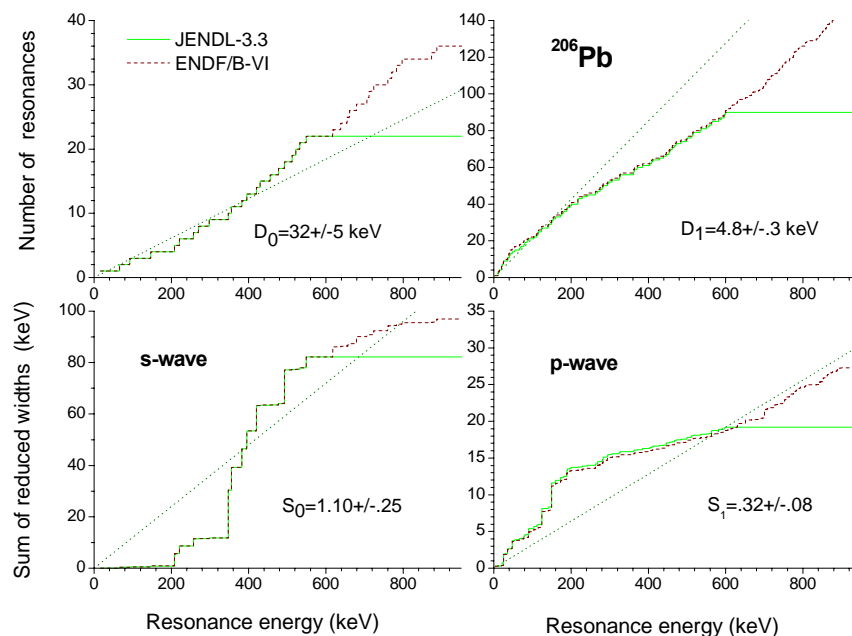 40
30
20
10
0
Number of resonances
JENDL-3.3
ENDF/B-VI
D0=32+/-5 keV
0 200 400 600 800
140
120
100
80
60
40
20
0
206Pb
D1=4.8+/-.3 keV
0 200 400 600 800
100
80
60
40
20
0
Sum of reduced widths (keV)
s-wave
S0=1.10+/-.25
0 200 400 600 800
Resonance energy (keV)
35
30
25
20
15
10
5
0
p-wave
S1=.32+/-.08
0 200 400 600 800
Resonance energy (keV)